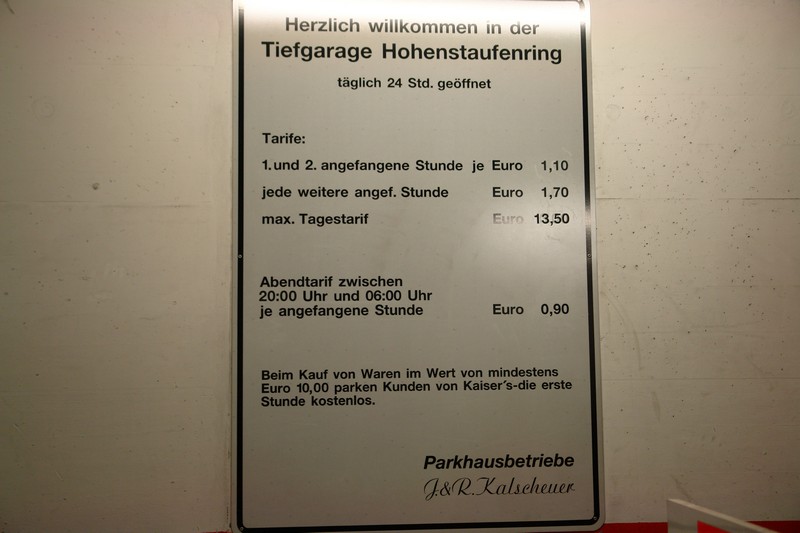 Herzlich willkommen in der
Tiefgarage Hohenstaufenring
täglich 24 Std. geöffnet
Tarife:
1. und 2. angefangene Stunde je Euro 1,10
jede weitere angef. Stunde Euro 1,70
max. Tagestarif Euro 13,50
Abendtarif zwischen
20:00 Uhr und 06:00 Uhr
je angefangene Stunde Euro 0,90
Beim Kauf von Waren im Wert von mindestens
Euro 10,00 parken Kunden von Kaiser's-die erste
Stunde kostenlos.
Parkhausbetriebe
J.&R. Kalscheuer